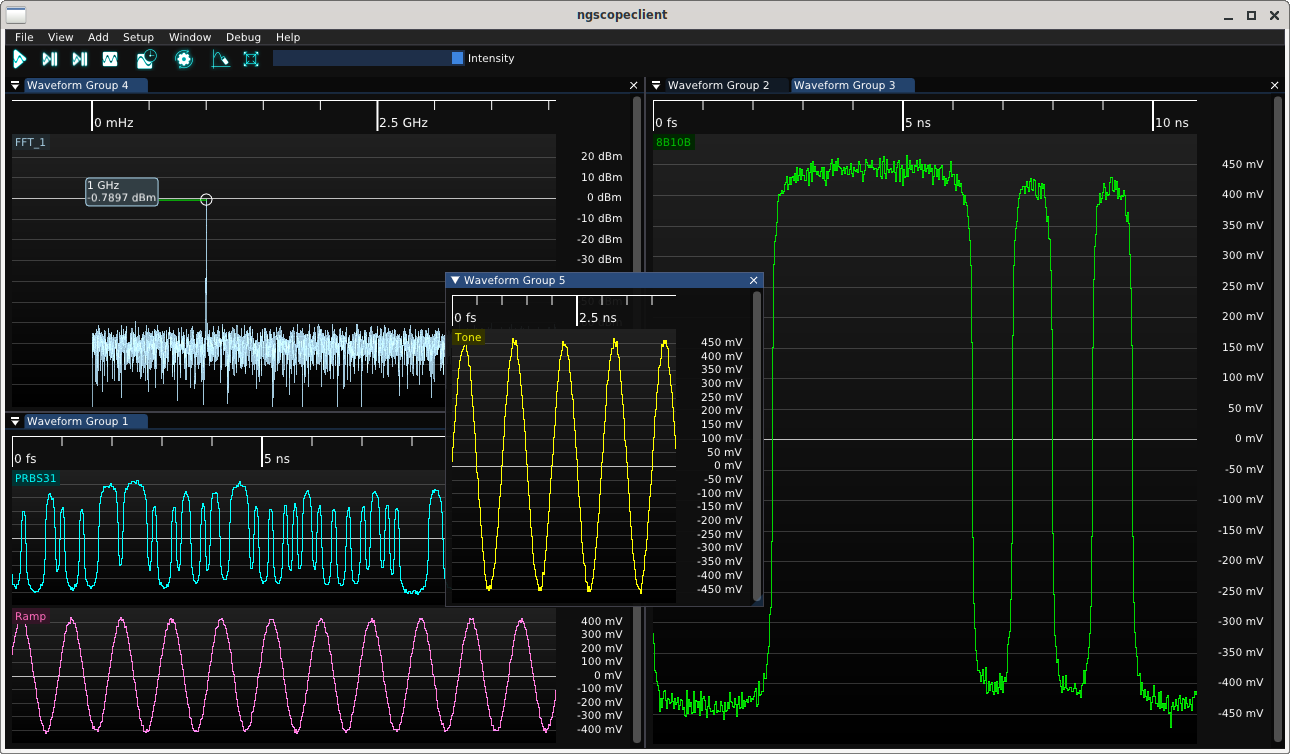 ngscopeclient
File View Add Setup Window Debug Help
Intensity
Waveform Group 4
0 mHz 2.5 GHz
FFT_1
20 dBm
10 dBm
0 dBm
-10 dBm
-20 dBm
-30 dBm
1 GHz
-0.7897 dBm
Waveform Group 1
0 fs 5 ns
PRBS31
Ramp
400 mV
300 mV
200 mV
100 mV
0 mV
-100 mV
-200 mV
-300 mV
-400 mV
Waveform Group 5
0 fs 2.5 ns
Tone
450 mV
400 mV
350 mV
300 mV
250 mV
200 mV
150 mV
100 mV
50 mV
0 mV
-50 mV
-100 mV
-150 mV
-200 mV
-250 mV
-300 mV
-350 mV
-400 mV
-450 mV
Waveform Group 2 Waveform Group 3
0 fs 5 ns 10 ns
8B10B
450 mV
400 mV
350 mV
300 mV
250 mV
200 mV
150 mV
100 mV
50 mV
0 mV
-50 mV
-100 mV
-150 mV
-200 mV
-250 mV
-300 mV
-350 mV
-400 mV
-450 mV